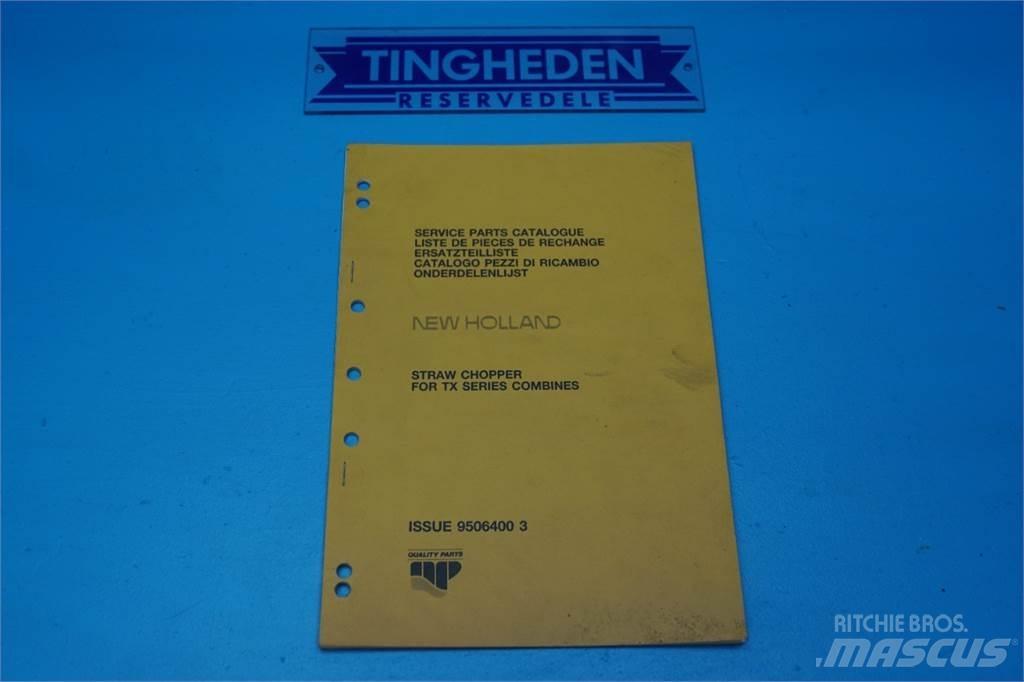 TINGHEDEN
RESERVEDELE
SERVICE PARTS CATALOGUE
LISTE DE PIECES DE RECHANGE
ERSATZTEILLISTE
CATALOGO PEZZI DI RICAMBIO
ONDERDELENLIJST
NEW HOLLAND
STRAW CHOPPER
FOR TX SERIES COMBINES
ISSUE 9506400 3
QUALITY PARTS
RITCHIE BROS.
MASCUS